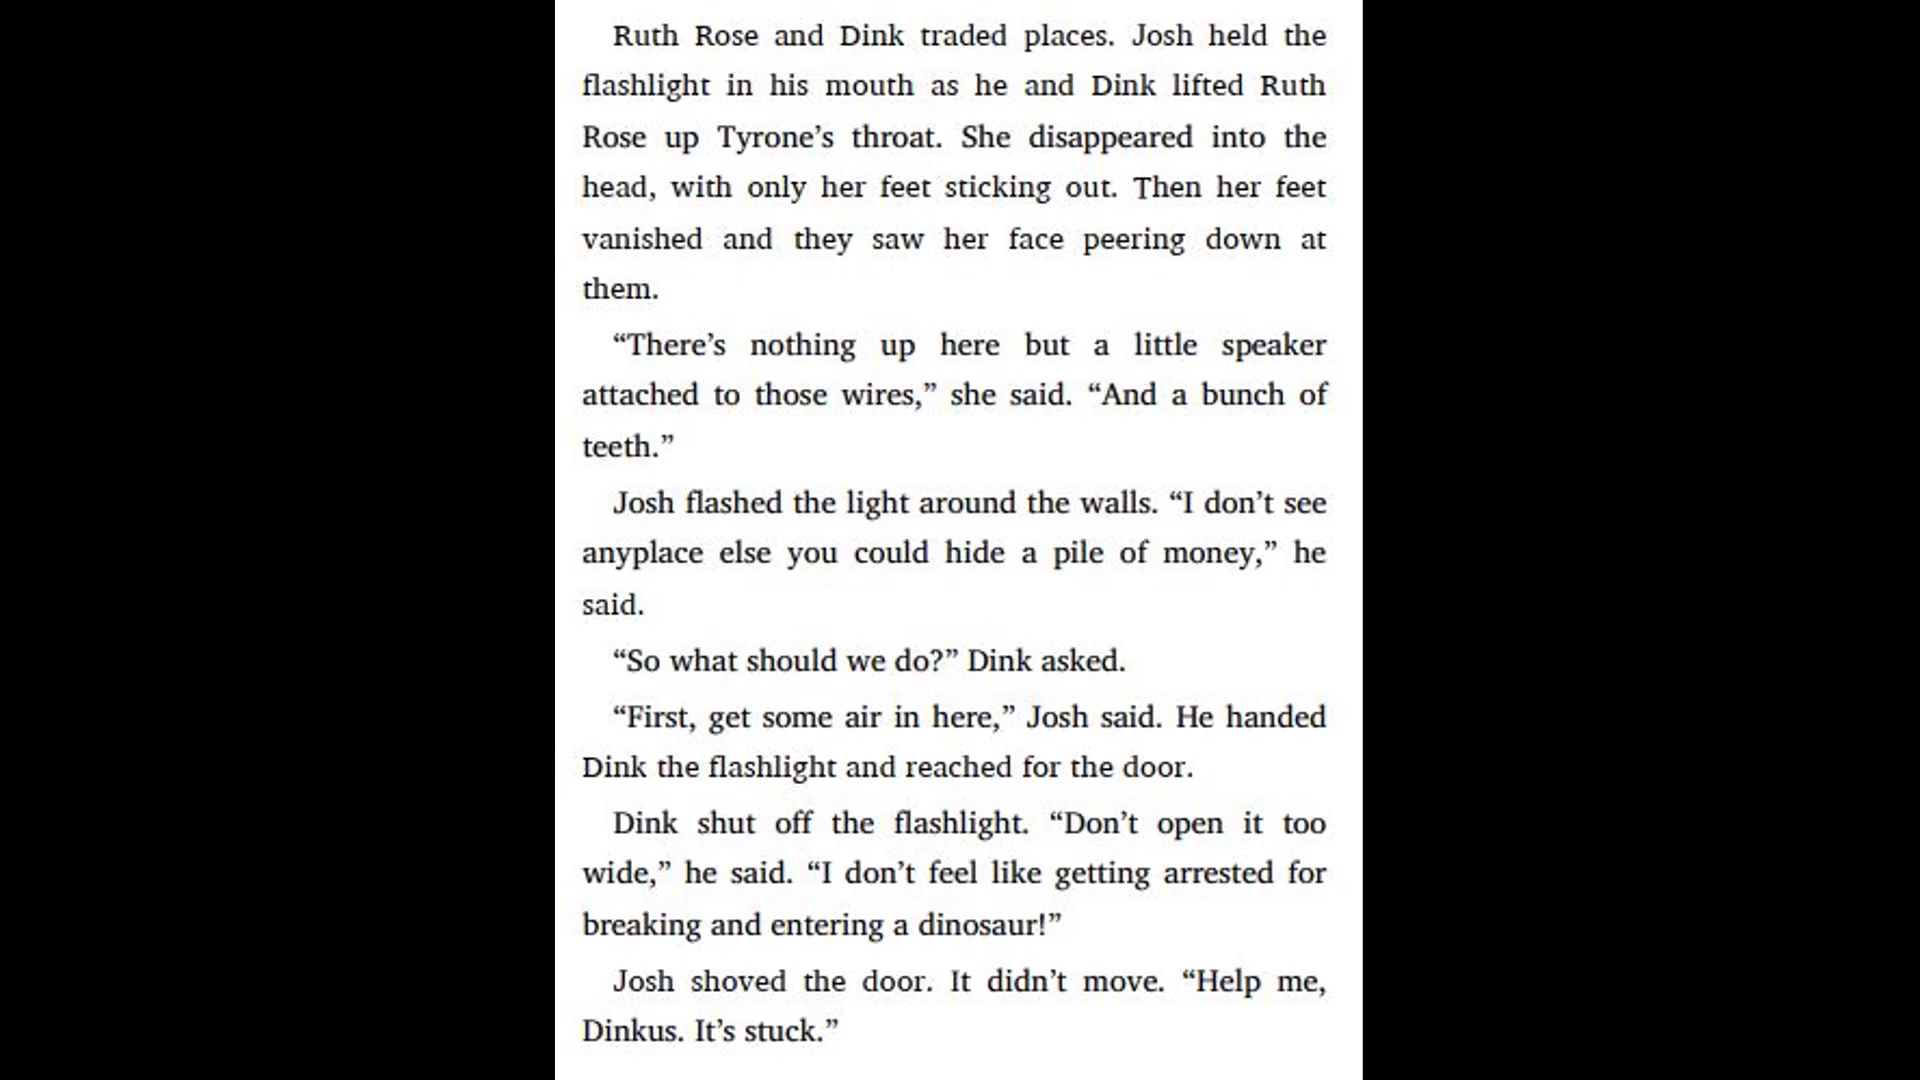 Ruth Rose and Dink traded places. Josh held the
flashlight in his mouth as he and Dink lifted Ruth
Rose up Tyrone’s throat. She disappeared into the
head, with only her feet sticking out. Then her feet
vanished and they saw her face peering down at
them.
“There’s nothing up here but a little speaker
attached to those wires,” she said. “And a bunch of
teeth.”
Josh flashed the light around the walls. “I don’t see
anyplace else you could hide a pile of money,” he
said.
“So what should we do?” Dink asked.
“First, get some air in here,” Josh said. He handed
Dink the flashlight and reached for the door.
Dink shut off the flashlight. “Don’t open it too
wide,” he said. “I don’t feel like getting arrested for
breaking and entering a dinosaur!”
Josh shoved the door. It didn’t move. “Help me,
Dinkus. It’s stuck.”